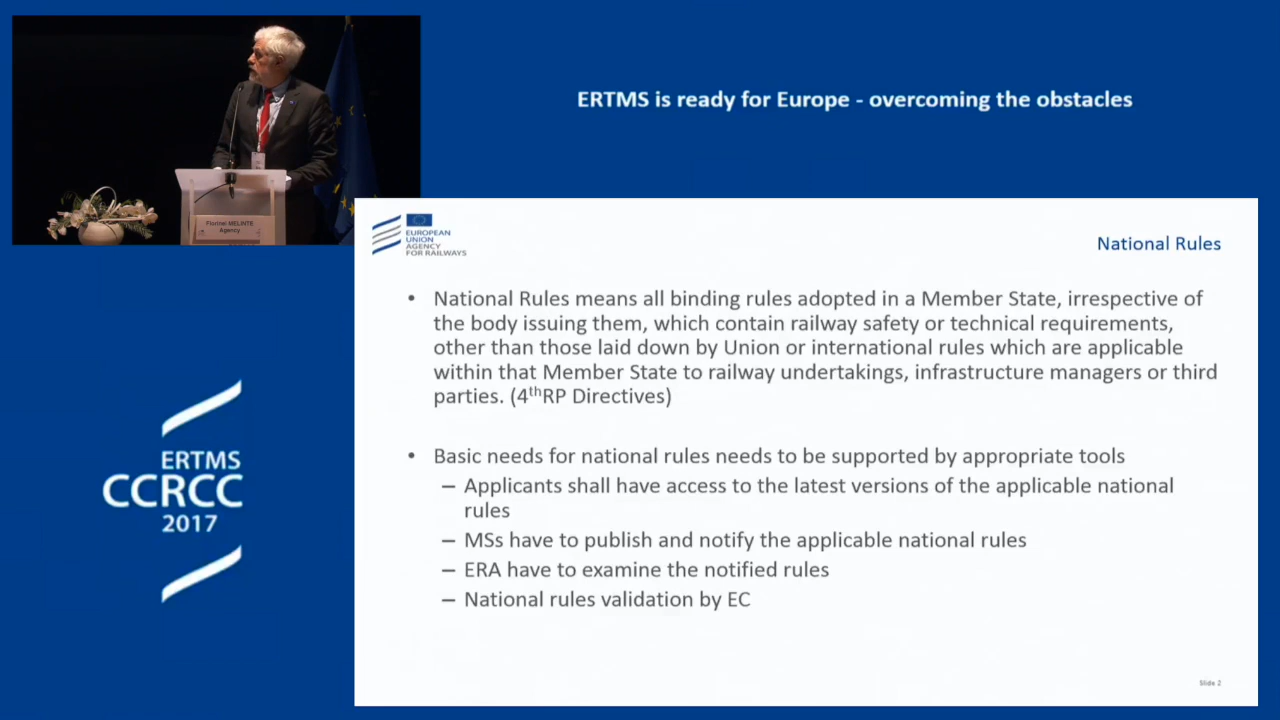 ERTMS is ready for Europe - overcoming the obstacles
Florinel MELINTE
Agency
EUROPEAN
UNION
AGENCY
FOR RAILWAYS
National Rules
• National Rules means all binding rules adopted in a Member State, irrespective of
the body issuing them, which contain railway safety or technical requirements,
other than those laid down by Union or international rules which are applicable
within that Member State to railway undertakings, infrastructure managers or third
parties. (4thRP Directives)
• Basic needs for national rules needs to be supported by appropriate tools
– Applicants shall have access to the latest versions of the applicable national
rules
– MSs have to publish and notify the applicable national rules
– ERA have to examine the notified rules
– National rules validation by EC
Slide 2
ERTMS
CCRCC
2017